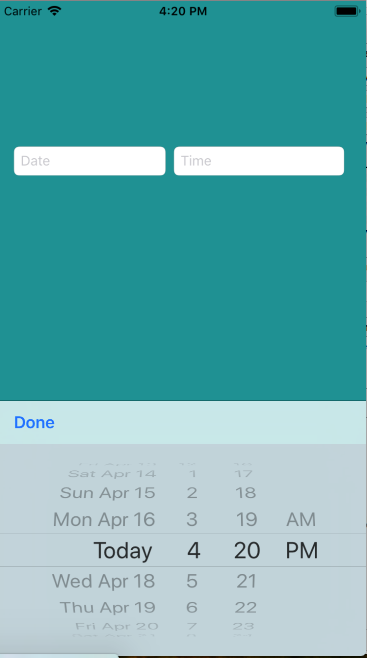 Carrier 4:20 PM
Date Time
Done
Sat Apr 14 1 17
Sun Apr 15 2 18
Mon Apr 16 3 19 AM
Today 4 20 PM
Wed Apr 18 5 21
Thu Apr 19 6 22
Fri Apr 20 7 23